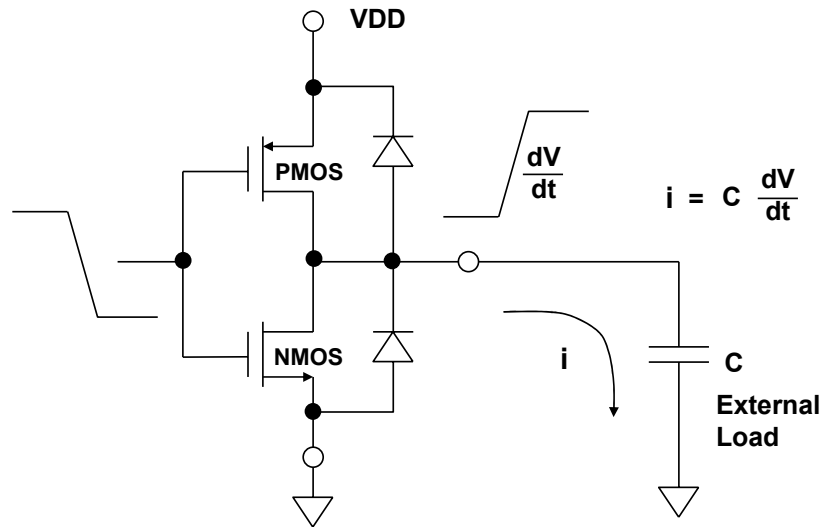 VDD
PMOS
dV
dt
i = C dV
dt
NMOS
i
C
External
Load